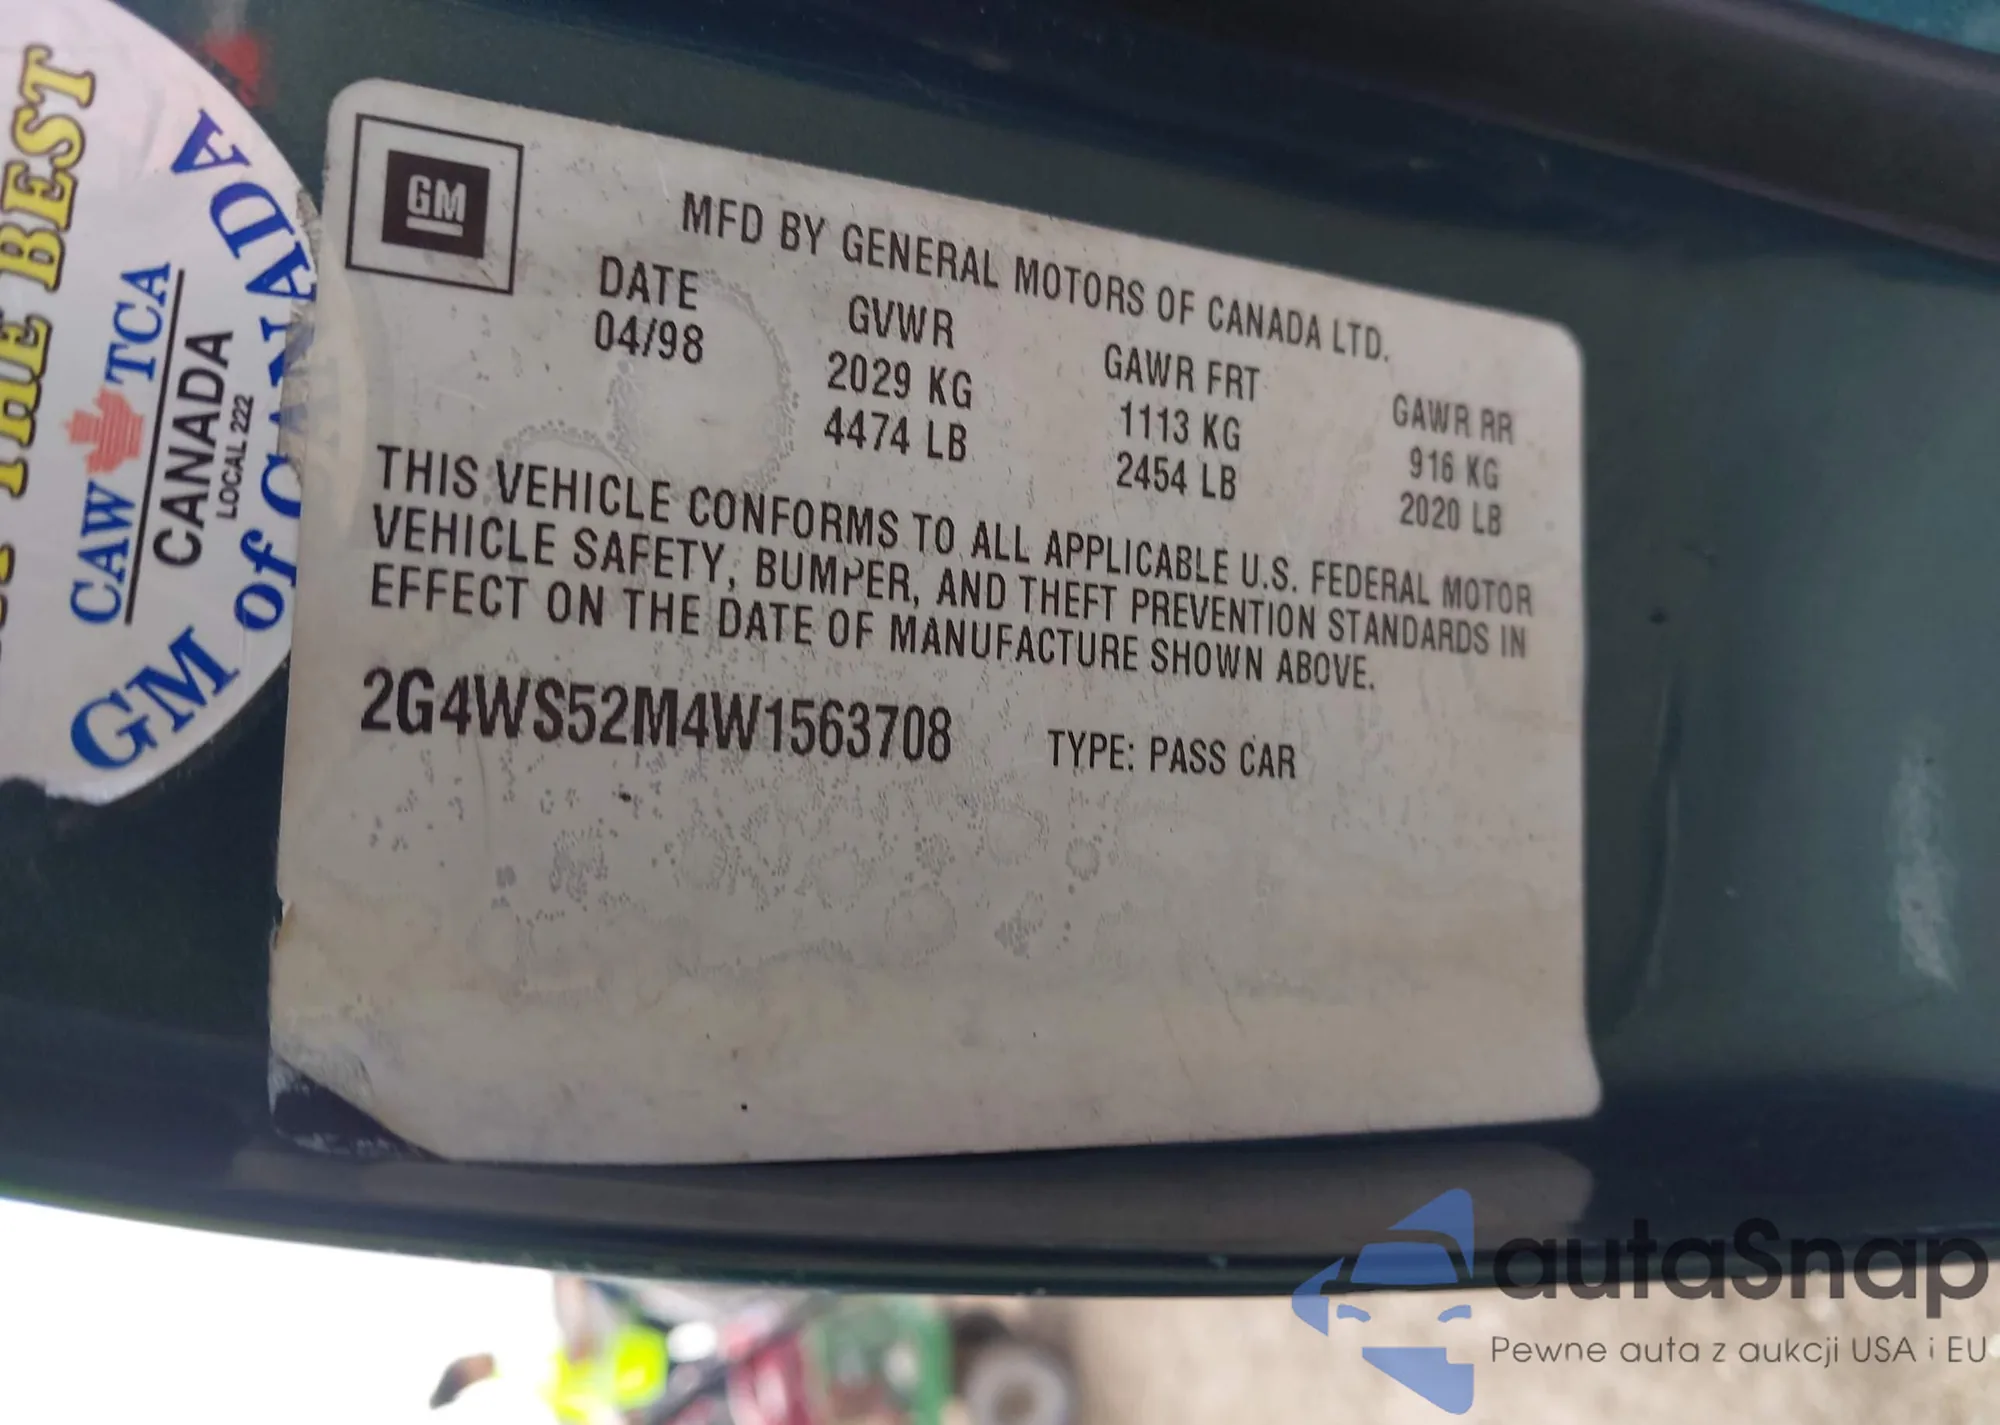 THE BEST
CAW TCA
CANADA
LOCAL 222
GM of CANADA
GM
MFD BY GENERAL MOTORS OF CANADA LTD.
DATE GVWR GAWR FRT GAWR RR
04/98 2029 KG 1113 KG 916 KG
4474 LB 2454 LB 2020 LB
THIS VEHICLE CONFORMS TO ALL APPLICABLE U.S. FEDERAL MOTOR
VEHICLE SAFETY, BUMPER, AND THEFT PREVENTION STANDARDS IN
EFFECT ON THE DATE OF MANUFACTURE SHOWN ABOVE.
2G4WS52M4W1563708 TYPE: PASS CAR
autaSnap
Pewne auta z aukcji USA i EU